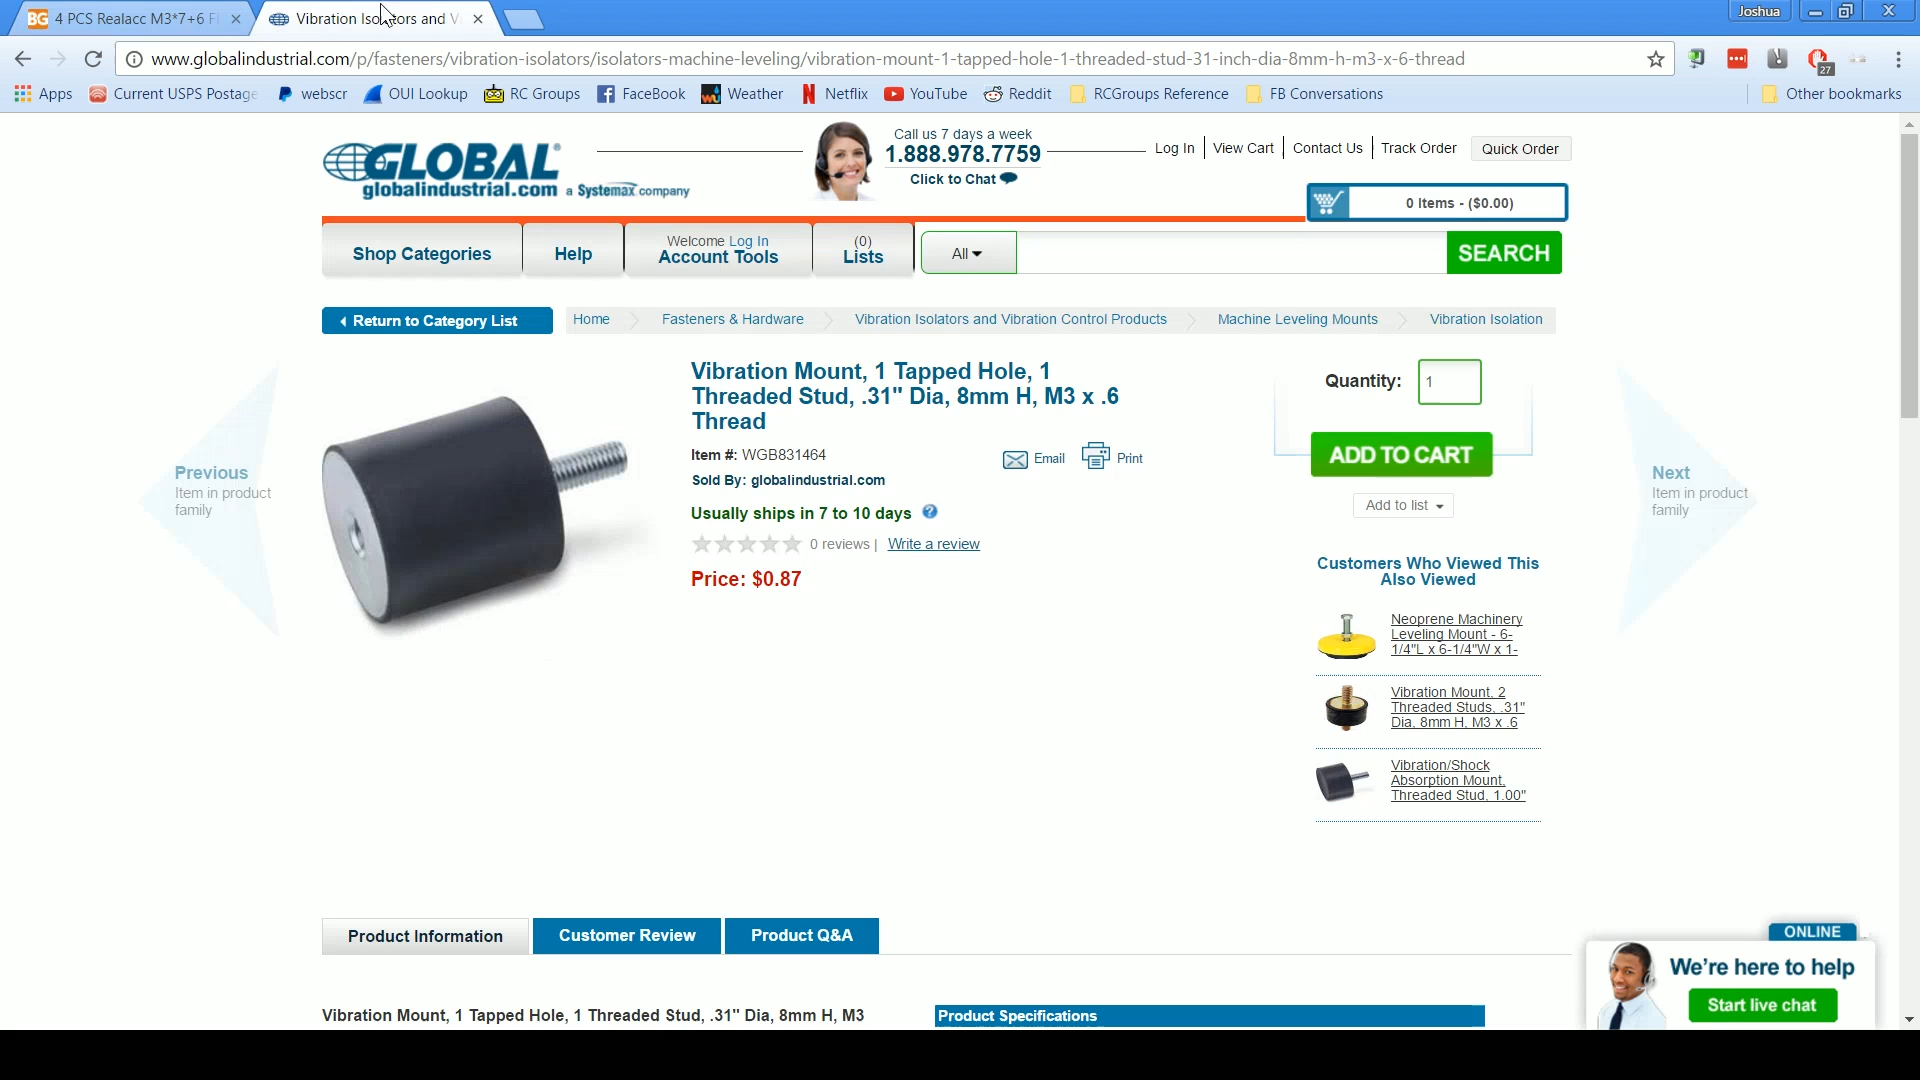 BG 4 PCS Realacc M3*7+6 Fl
Vibration Isolators and V
Joshua
www.globalindustrial.com/p/fasteners/vibration-isolators/isolators-machine-leveling/vibration-mount-1-tapped-hole-1-threaded-stud-31-inch-dia-8mm-h-m3-x-6-thread
27
Apps Current USPS Postage webscr OUI Lookup RC Groups FaceBook Weather Netflix YouTube Reddit RCGroups Reference FB Conversations Other bookmarks
GLOBAL®
globalindustrial.com a Systemax company
Call us 7 days a week
1.888.978.7759
Click to Chat
Log In View Cart Contact Us Track Order Quick Order
0 Items - ($0.00)
Shop Categories
Help
Welcome Log In
Account Tools
(0)
Lists
All
SEARCH
Return to Category List
Home Fasteners & Hardware Vibration Isolators and Vibration Control Products Machine Leveling Mounts Vibration Isolation
Previous
Item in product
family
Vibration Mount, 1 Tapped Hole, 1
Threaded Stud, .31" Dia, 8mm H, M3 x .6
Thread
Item #: WGB831464
Email Print
Sold By: globalindustrial.com
Usually ships in 7 to 10 days ?
0 reviews | Write a review
Price: $0.87
Quantity: 1
ADD TO CART
Add to list
Next
Item in product
family
Customers Who Viewed This
Also Viewed
Neoprene Machinery
Leveling Mount - 6-
1/4"L x 6-1/4"W x 1-
Vibration Mount, 2
Threaded Studs, .31"
Dia, 8mm H, M3 x .6
Vibration/Shock
Absorption Mount,
Threaded Stud, 1.00"
Product Information
Customer Review
Product Q&A
ONLINE
We're here to help
Start live chat
Vibration Mount, 1 Tapped Hole, 1 Threaded Stud, .31" Dia, 8mm H, M3
Product Specifications